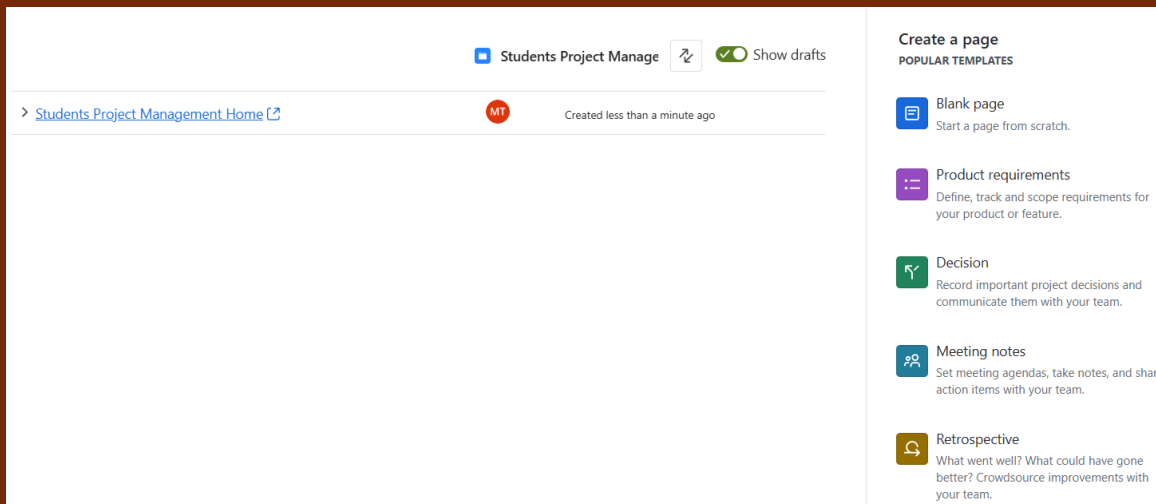 Students Project Manage
Show drafts
Students Project Management Home
MT
Created less than a minute ago
Create a page
POPULAR TEMPLATES
Blank page
Start a page from scratch.
Product requirements
Define, track and scope requirements for
your product or feature.
Decision
Record important project decisions and
communicate them with your team.
Meeting notes
Set meeting agendas, take notes, and shar
action items with your team.
Retrospective
What went well? What could have gone
better? Crowdsource improvements with
your team.